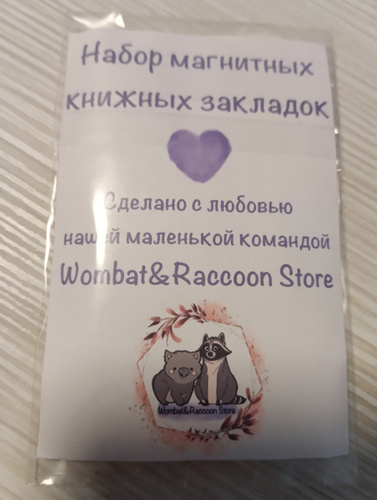 Набор магнитных
книжных закладок
Сделано с любовью
нашей маленькой командой
Wombat&Raccoon Store
Wombat&Raccoon Store